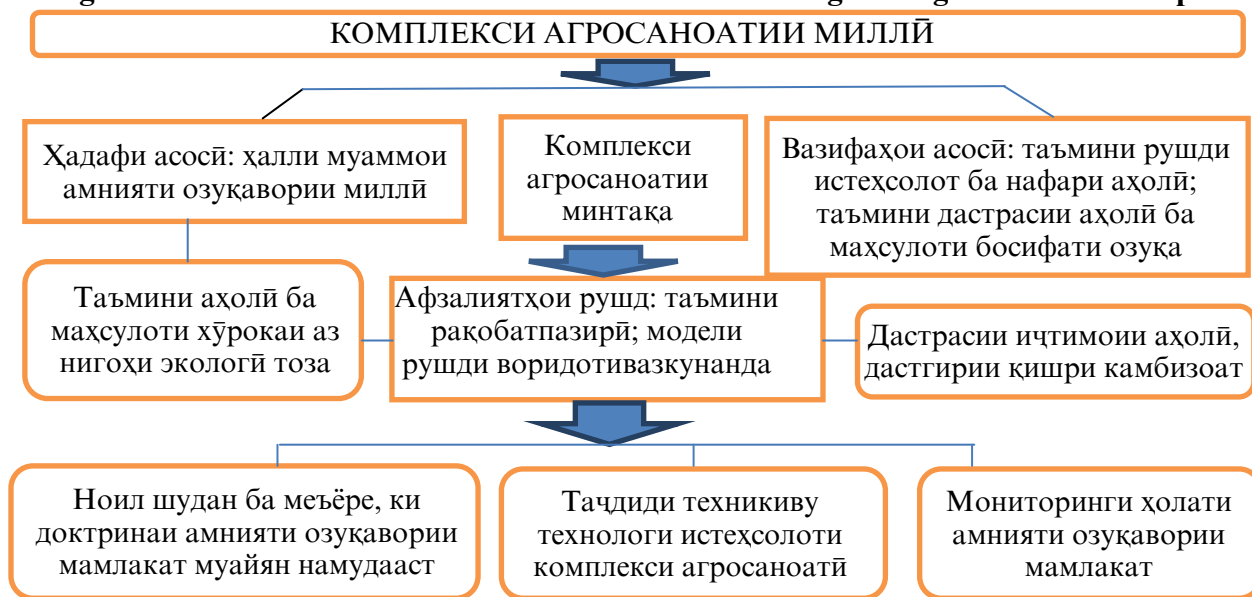 КОМПЛЕКСИ АГРОСАНОАТИИ МИЛЛӢ
Ҳадафи асосӣ: ҳалли муаммои
амнияти озуқавории миллӣ
Комплекси
агросаноатии
минтақа
Вазифаҳои асосӣ: таъмини рушди
истеҳсолот ба нафари аҳолӣ;
таъмини дастрасии аҳолӣ ба
маҳсулоти босифати озуқа
Таъмини аҳолӣ ба
маҳсулоти хӯрокаи аз
нигоҳи экологӣ тоза
Афзалиятҳои рушд: таъмини
рақобатпазирӣ; модели
рушди воридотивазкунанда
Дастрасии иҷтимоии аҳолӣ,
дастгирии қишри камбизоат
Ноил шудан ба меъёре, ки
доктринаи амнияти озуқавории
мамлакат муайян намудааст
Таҷдиди техникиву
технологи истеҳсолоти
комплекси агросаноатӣ
Мониторинги ҳолати
амнияти озуқавории
мамлакат